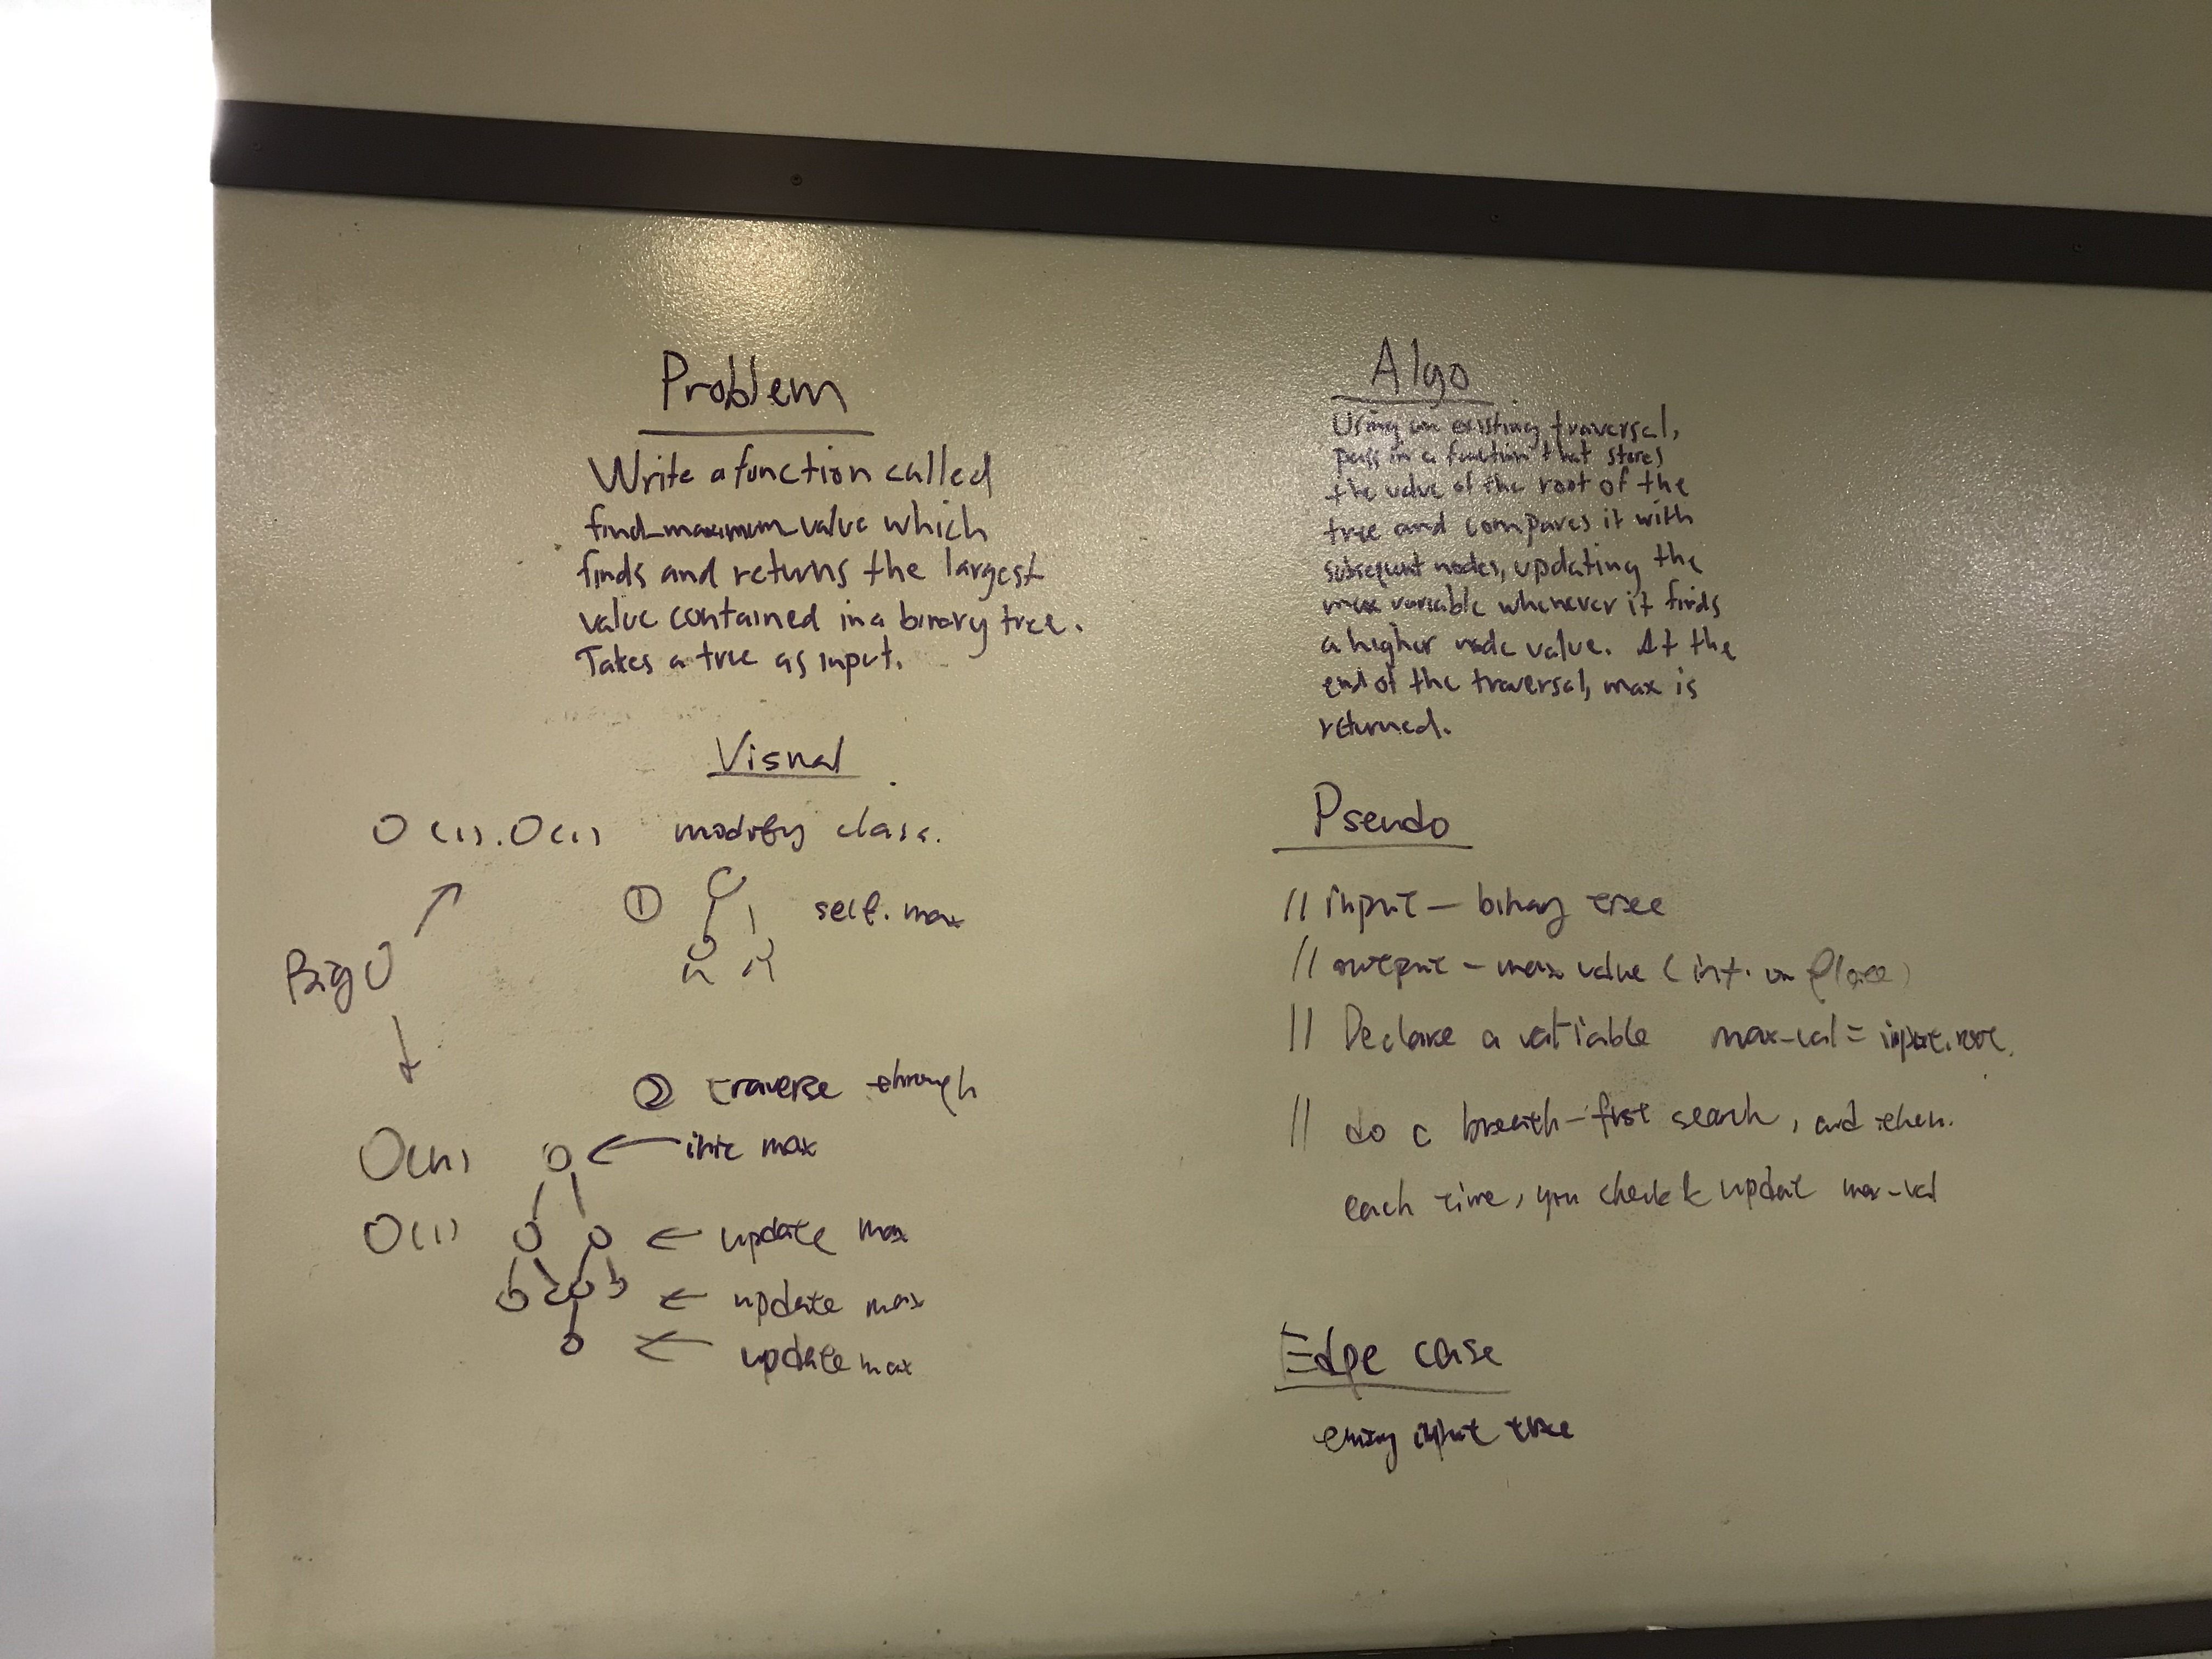 Problem
Write a function called
find_maximum_value which
finds and returns the largest
value contained in a binary tree.
Takes a tree as input.
Visual
O(1). O(1) modify class.
① self.max
Big O
② traverse through
O(n) init max
O(1) update max
update max
update max
Algo
Using an existing traversal,
pass in a function that stores
the value of the root of the
tree and compares it with
subsequent nodes, updating the
max variable whenever it finds
a higher node value. At the
end of the traversal, max is
returned.
Pseudo
// input - binary tree
// output - max value (int. or float)
// Declare a variable max-val = input.root.
// do a breath-first search, and then.
each time, you check & update max-val
Edge case
input tree